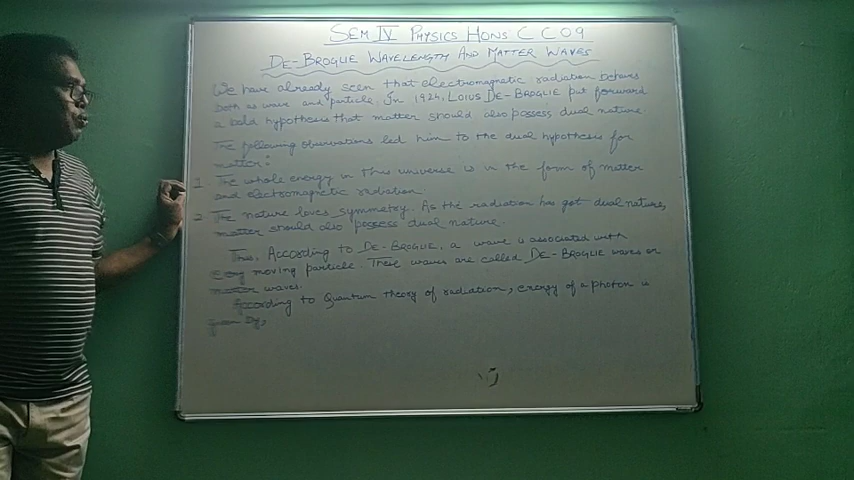 SEM IV PHYSICS HONS C C 09
DE-BROGLIE WAVELENGTH AND MATTER WAVES
We have already seen that electromagnetic radiation behaves
both as wave and particle. In 1924, LOIUS DE-BROGLIE put forward
a bold hypothesis that matter should also possess dual nature.
The following observations led him to the dual hypothesis for
matter:
1. The whole energy in this universe is in the form of matter
and electromagnetic radiation.
2. The nature loves symmetry. As the radiation has got dual nature,
matter should also possess dual nature.
Thus, According to DE-BROGLIE, a wave is associated with
every moving particle. These waves are called DE-BROGLIE waves or
matter waves.
According to Quantum theory of radiation, energy of a photon is
given by,